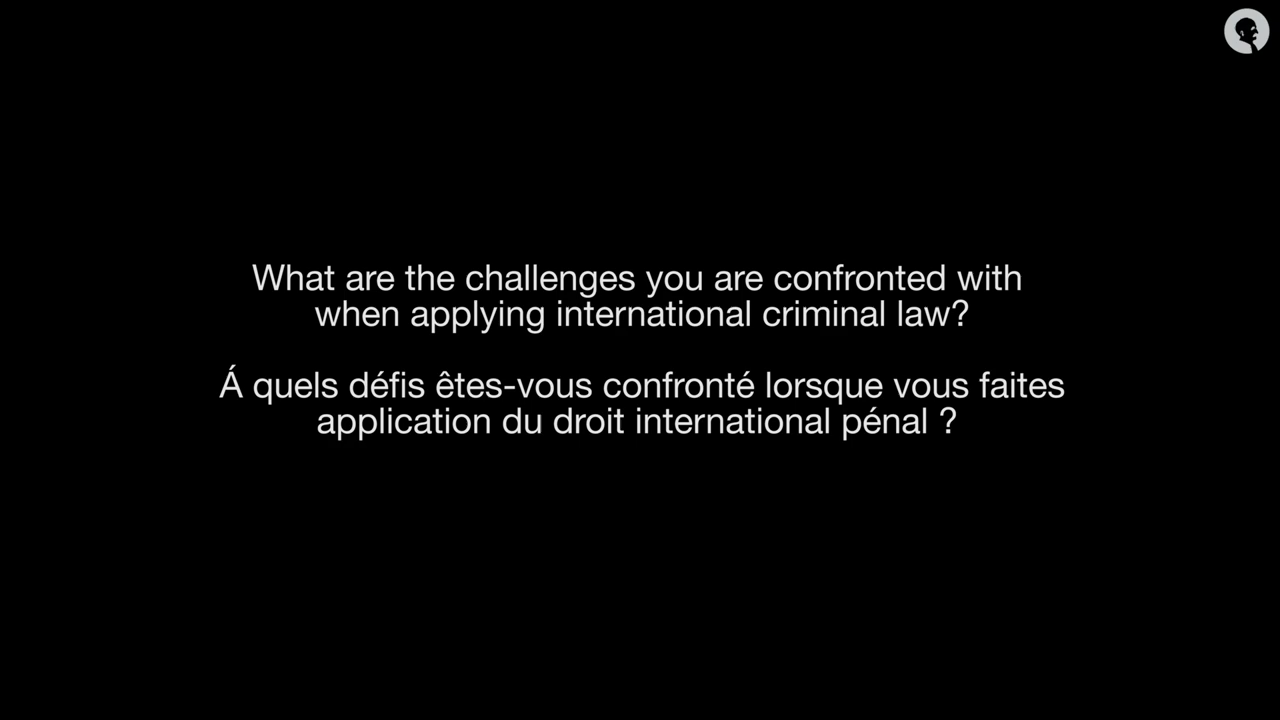 What are the challenges you are confronted with
when applying international criminal law?
Á quels défis êtes-vous confronté lorsque vous faites
application du droit international pénal ?